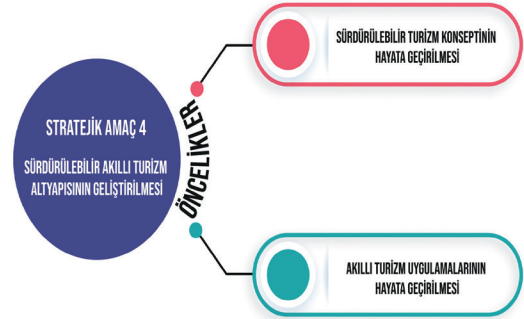 STRATEJİK AMAÇ 4
SÜRDÜRÜLEBİLİR AKILLI TURİZM
ALTYAPISININ GELİŞTİRİLMESİ
ÖNCELİKLER
SÜRDÜRÜLEBİLİR TURİZM KONSEPTİNİN
HAYATA GEÇİRİLMESİ
AKILLI TURİZM UYGULAMALARININ
HAYATA GEÇİRİLMESİ